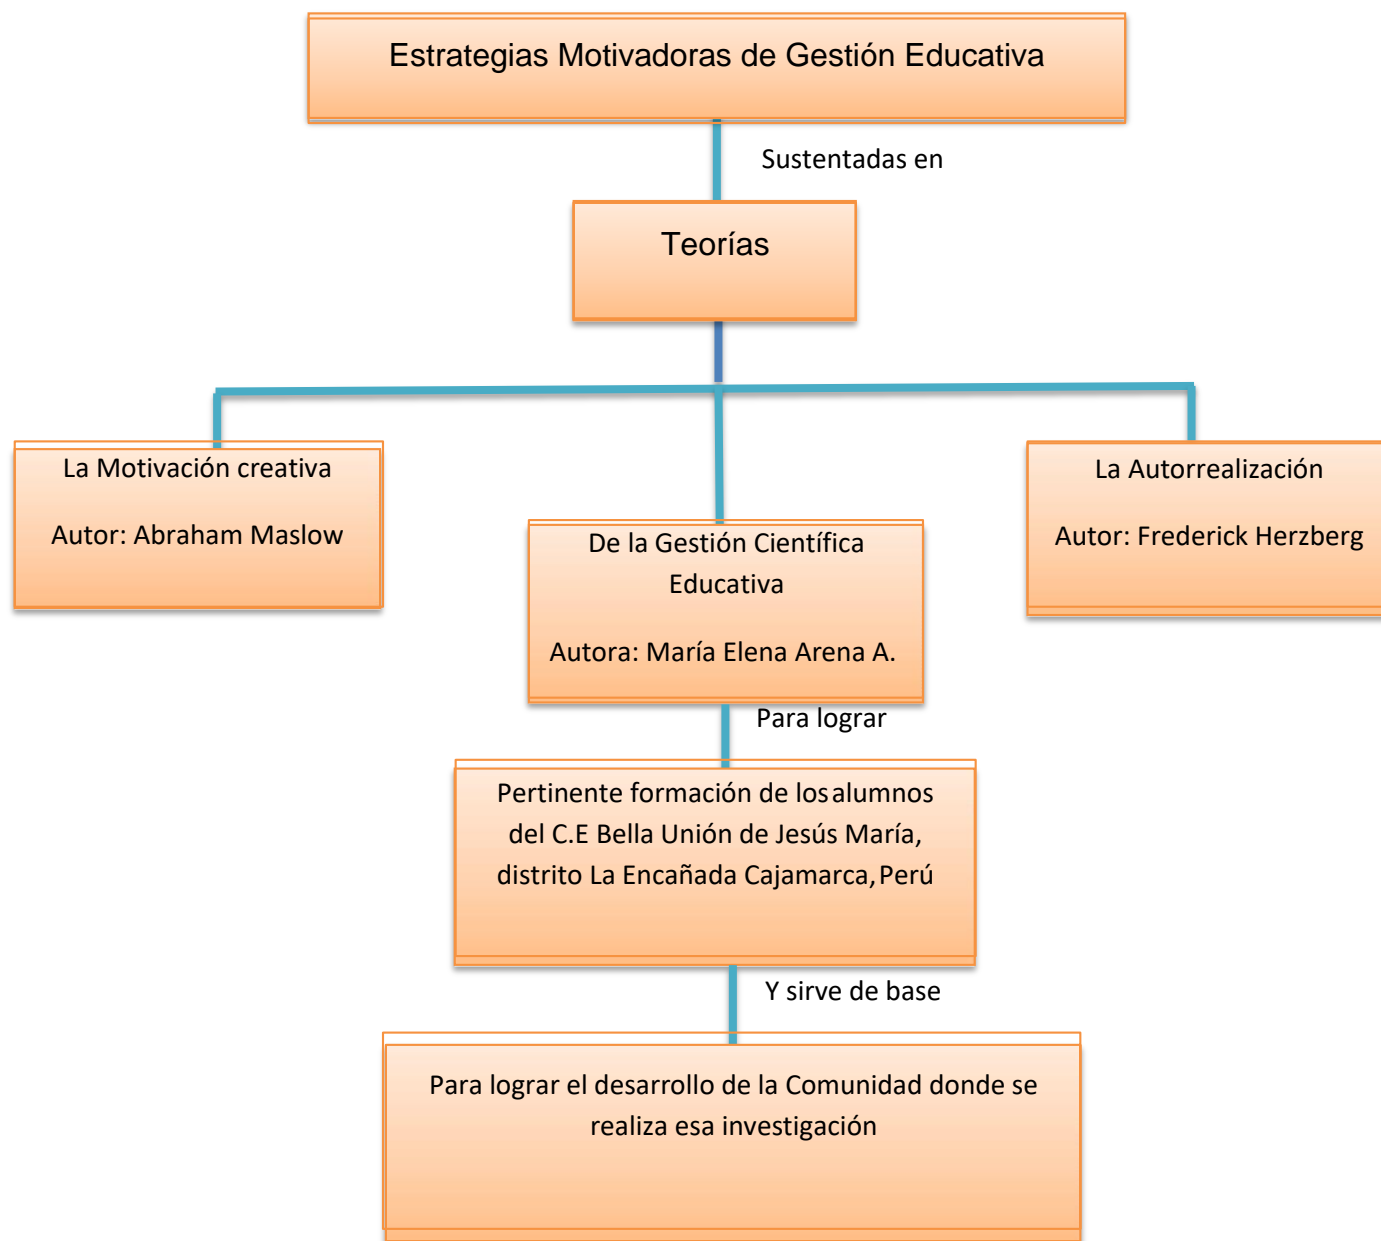 Estrategias Motivadoras de Gestión Educativa
Sustentadas en
Teorías
La Motivación creativa
Autor: Abraham Maslow
De la Gestión Científica
Educativa
Autora: María Elena Arena A.
La Autorrealización
Autor: Frederick Herzberg
Para lograr
Pertinente formación de los alumnos
del C.E Bella Unión de Jesús María,
distrito La Encañada Cajamarca, Perú
Y sirve de base
Para lograr el desarrollo de la Comunidad donde se
realiza esa investigación